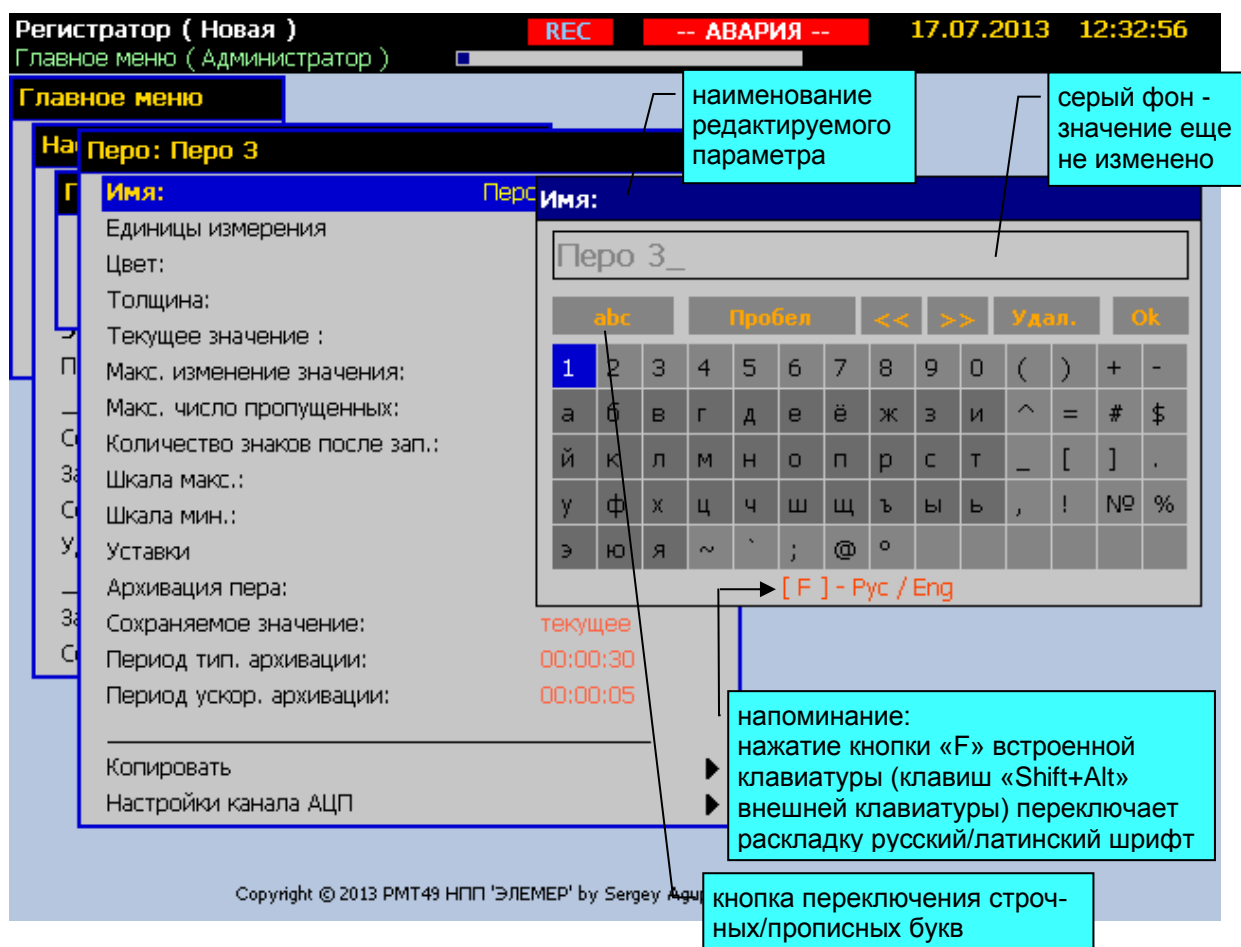 Регистратор ( Новая ) REC -- АВАРИЯ -- 17.07.2013 12:32:56
Главное меню ( Администратор )
Главное меню
наименование
редактируемого
параметра
серый фон -
значение еще
не изменено
Перо: Перо 3
Имя:
Единицы измерения
Цвет:
Толщина:
Текущее значение :
Макс. изменение значения:
Макс. число пропущенных:
Количество знаков после зап.:
Шкала макс.:
Шкала мин.:
Уставки
Архивация пера:
Сохраняемое значение: текущее
Период тип. архивации: 00:00:30
Период ускор. архивации: 00:00:05
Копировать
Настройки канала АЦП
Имя:
Перо 3_
abc Пробел << >> Удал. Ok
1 2 3 4 5 6 7 8 9 0 ( ) + -
а б в г д е ё ж з и ^ = # $
й к л м н о п р с т _ [ ] .
у ф х ц ч ш щ ъ ы ь , ! № %
э ю я ~ ` ; @ °
[ F ] - Рус / Eng
напоминание:
нажатие кнопки «F» встроенной
клавиатуры (клавиш «Shift+Alt»
внешней клавиатуры) переключает
раскладку русский/латинский шрифт
кнопка переключения строч-
ных/прописных букв
Copyright © 2013 РМТ49 НПП 'ЭЛЕМЕР' by Sergey